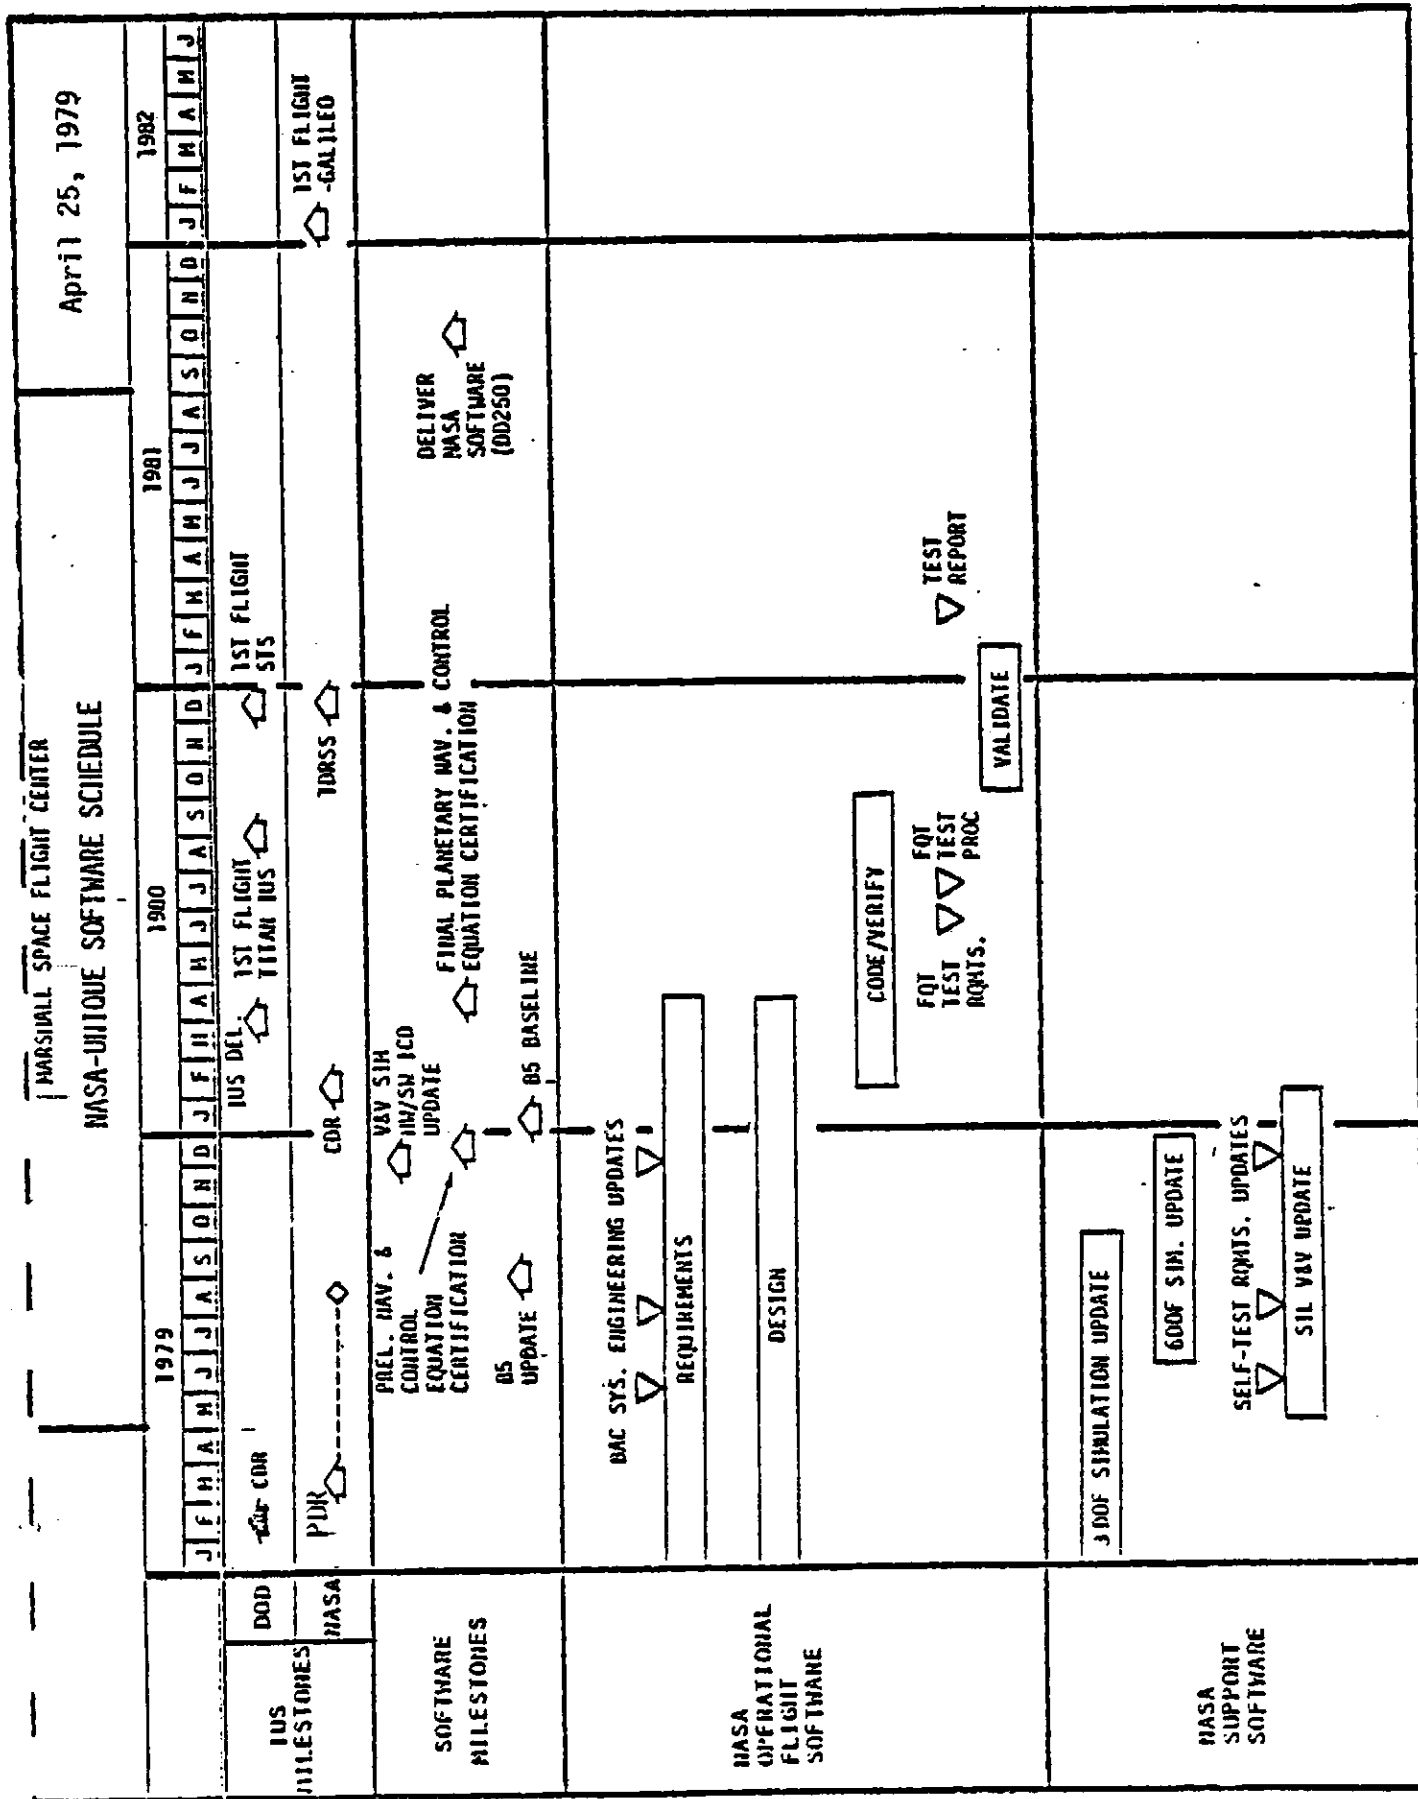 MARSHALL SPACE FLIGHT CENTER
NASA-UNIQUE SOFTWARE SCHEDULE
April 25, 1979
1979
1980
1981
1982
J F M A M J J A S O N D J F M A M J J A S O N D J F M A M J J A S O N D J F M A M J
IUS
MILESTONES
DOD
CDR
IUS DEL.
1ST FLIGHT
TITAN IUS
1ST FLIGHT
STS
NASA
PDR
CDR
TDRSS
1ST FLIGHT
-GALILEO
SOFTWARE
MILESTONES
PREL. NAV. &
CONTROL
EQUATION
CERTIFICATION
V&V SIM
HW/SW ICD
UPDATE
B5
UPDATE
B5 BASELINE
FINAL PLANETARY NAV. & CONTROL
EQUATION CERTIFICATION
DELIVER
NASA
SOFTWARE
(DD250)
NASA
OPERATIONAL
FLIGHT
SOFTWARE
BAC SYS. ENGINEERING UPDATES
REQUIREMENTS
DESIGN
CODE/VERIFY
FQT
TEST
RQMTS.
FQT
TEST
PROC
VALIDATE
TEST
REPORT
NASA
SUPPORT
SOFTWARE
3 DOF SIMULATION UPDATE
6DOF SIM. UPDATE
SELF-TEST RQMTS. UPDATES
SIL V&V UPDATE